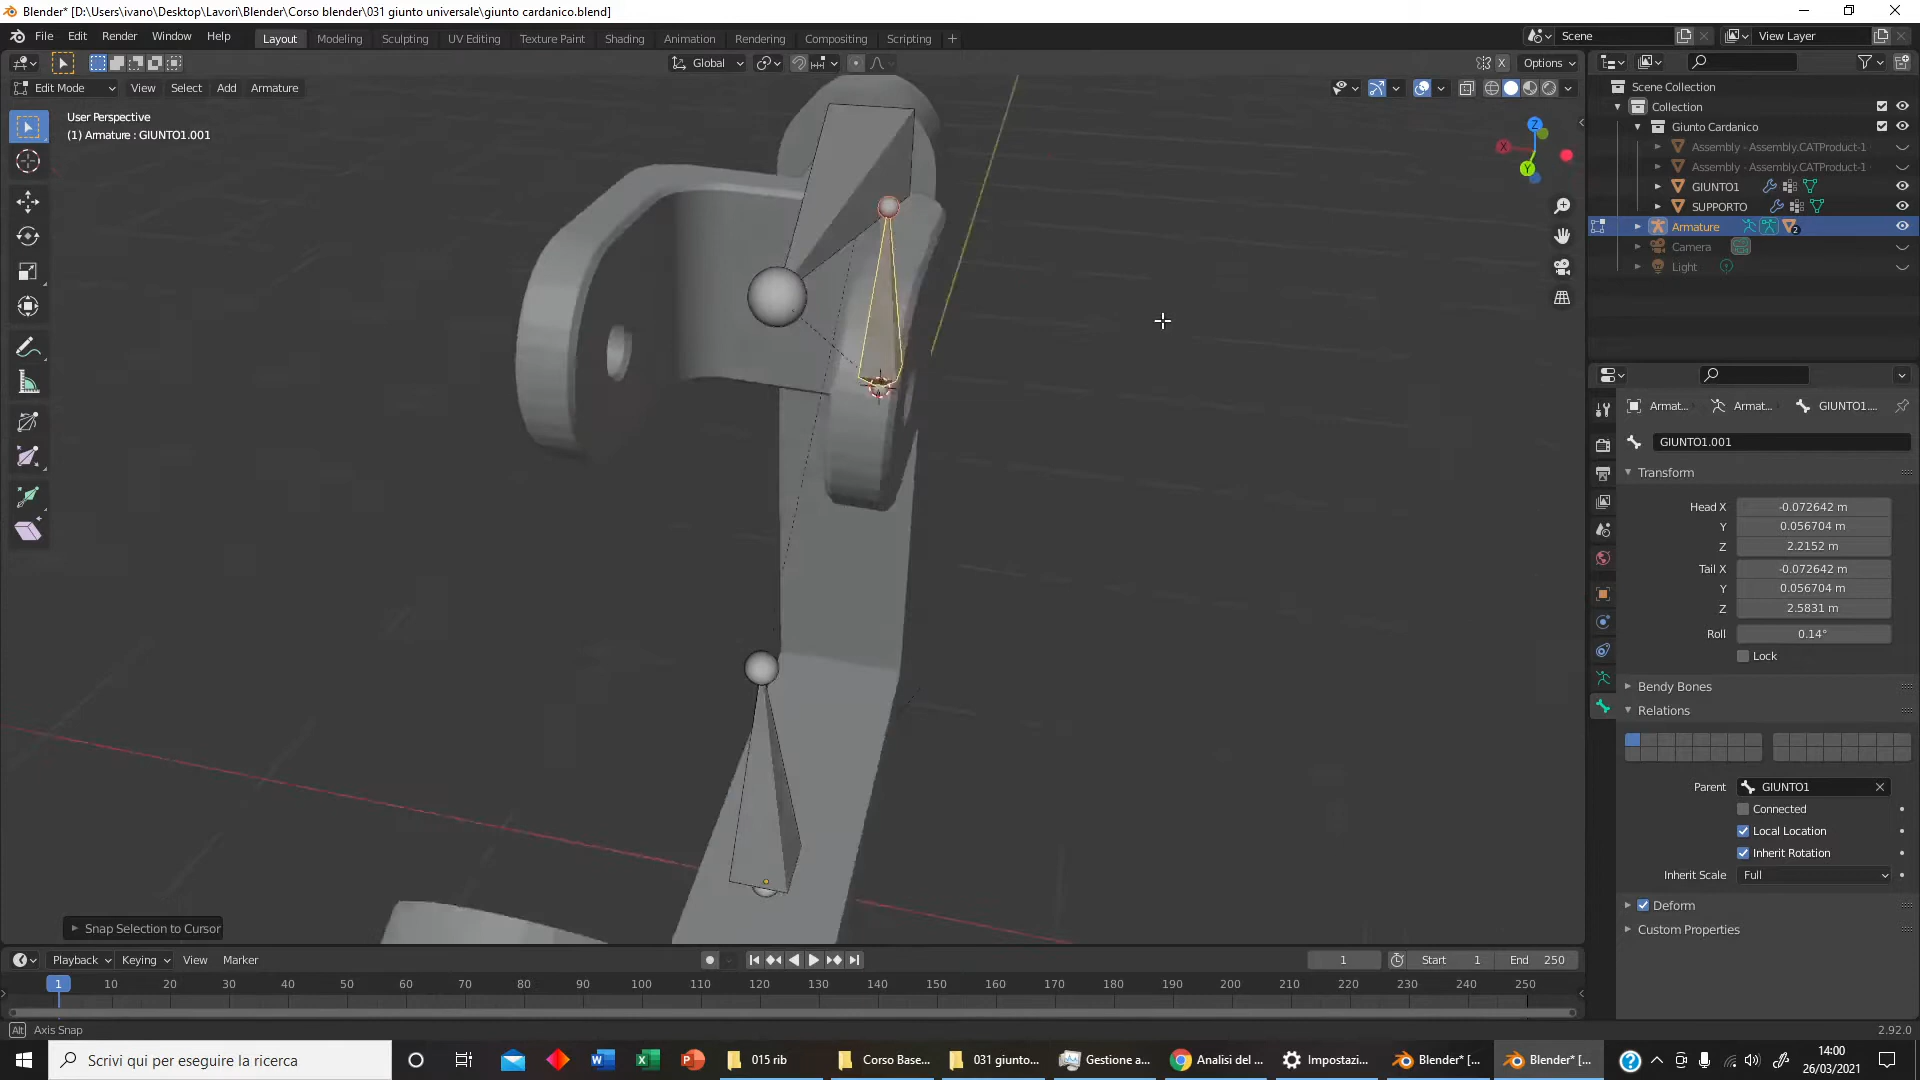 Blender* [D:\Users\ivano\Desktop\Lavori\Blender\Corso blender\031 giunto universale\giunto cardanico.blend]
File Edit Render Window Help Layout Modeling Sculpting UV Editing Texture Paint Shading Animation Rendering Compositing Scripting + Scene View Layer
Global X Options
Edit Mode View Select Add Armature
User Perspective
(1) Armature : GIUNTO1.001
Z
X
Y
Scene Collection
Collection
Giunto Cardanico
Assembly - Assembly.CATProduct-1
Assembly - Assembly.CATProduct-1
GIUNTO1
SUPPORTO
Armature 2
Camera
Light
Armat... Armat... GIUNTO1....
GIUNTO1.001
Transform
Head X -0.072642 m
Y 0.056704 m
Z 2.2152 m
Tail X -0.072642 m
Y 0.056704 m
Z 2.5831 m
Roll 0.14°
Lock
Bendy Bones
Relations
Parent GIUNTO1
Connected
Local Location
Inherit Rotation
Inherit Scale Full
Deform
Custom Properties
Snap Selection to Cursor
Playback Keying View Marker 1 Start 1 End 250
1 10 20 30 40 50 60 70 80 90 100 110 120 130 140 150 160 170 180 190 200 210 220 230 240 250
Alt Axis Snap 2.92.0
Scrivi qui per eseguire la ricerca 015 rib Corso Base... 031 giunto... Gestione a... Analisi del ... Impostazi... Blender* [... Blender* [...
14:00
26/03/2021